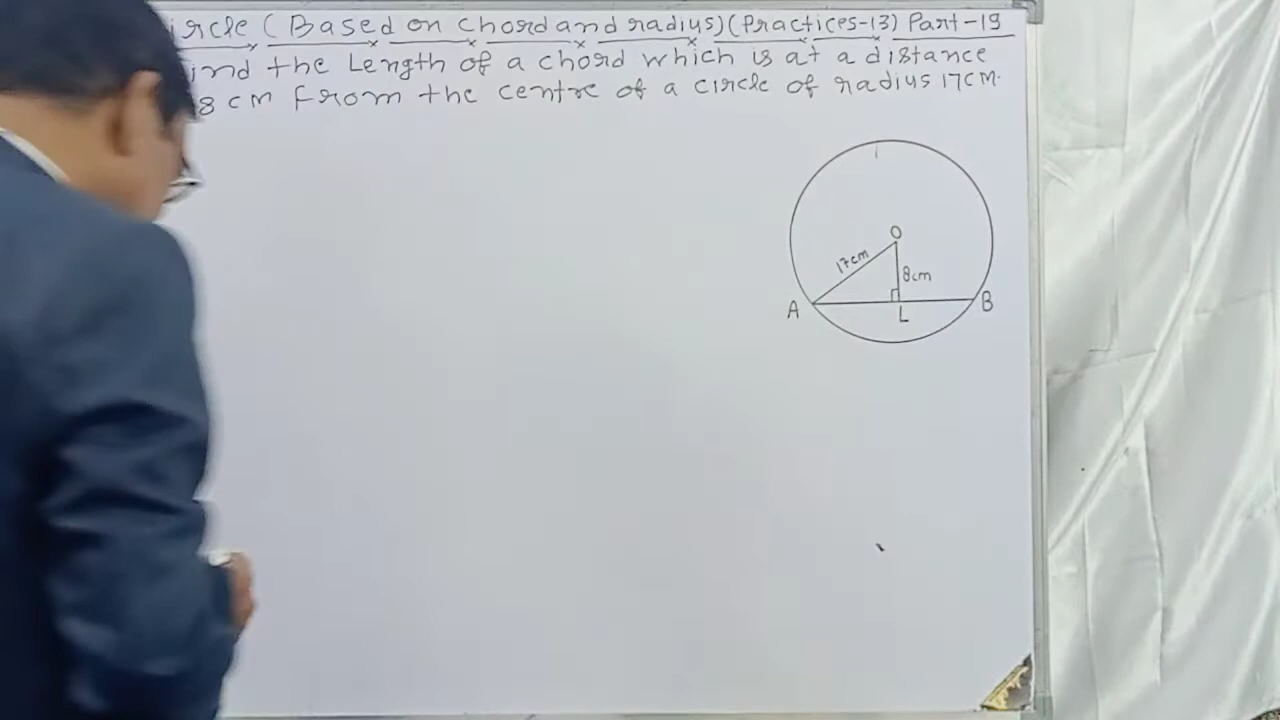 ircle (Based on chord and radius) (Practices-13) Part-19
ind the Length of a chord which is at a distance
8 cm from the centre of a circle of radius 17cm.
O
17cm
8cm
A
L
B